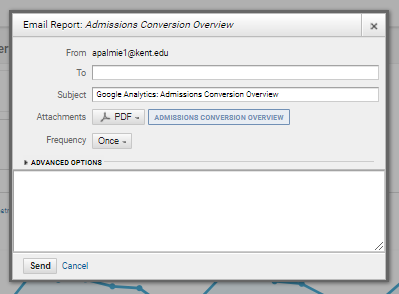 Email Report: Admissions Conversion Overview
From apalmie1@kent.edu
To
Subject Google Analytics: Admissions Conversion Overview
Attachments PDF ADMISSIONS CONVERSION OVERVIEW
Frequency Once
ADVANCED OPTIONS
Send Cancel